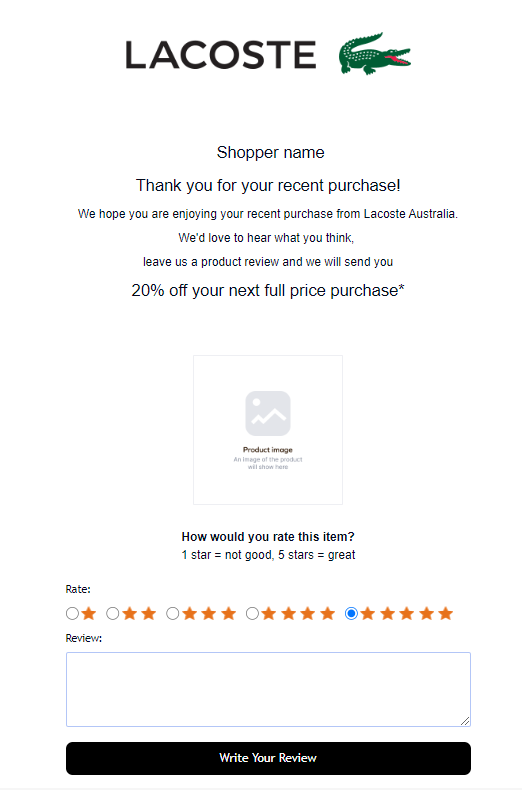 LACOSTE
Shopper name
Thank you for your recent purchase!
We hope you are enjoying your recent purchase from Lacoste Australia.
We'd love to hear what you think,
leave us a product review and we will send you
20% off your next full price purchase*
Product image
An image of the product
will show here
How would you rate this item?
1 star = not good, 5 stars = great
Rate:
Review:
Write Your Review